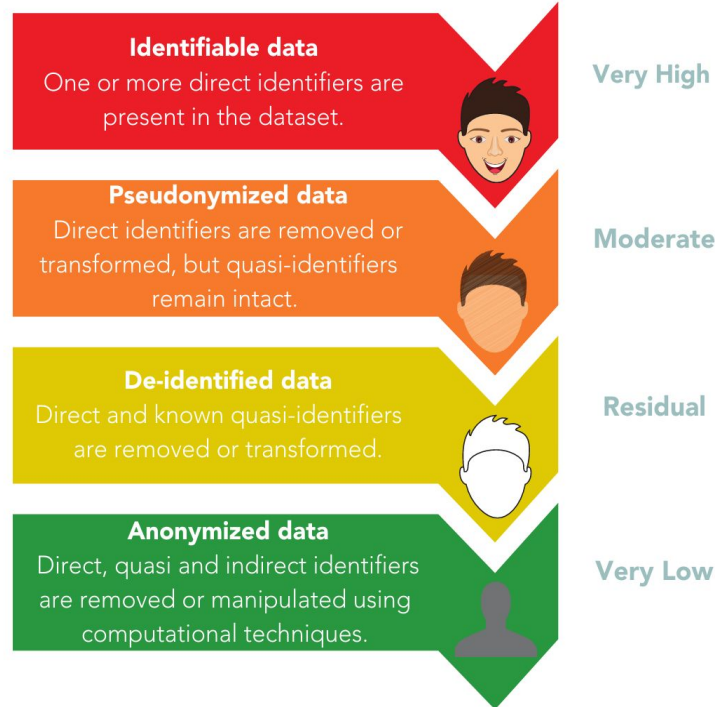 Identifiable data
One or more direct identifiers are
present in the dataset.
Very High
Pseudonymized data
Direct identifiers are removed or
transformed, but quasi-identifiers
remain intact.
Moderate
De-identified data
Direct and known quasi-identifiers
are removed or transformed.
Residual
Anonymized data
Direct, quasi and indirect identifiers
are removed or manipulated using
computational techniques.
Very Low